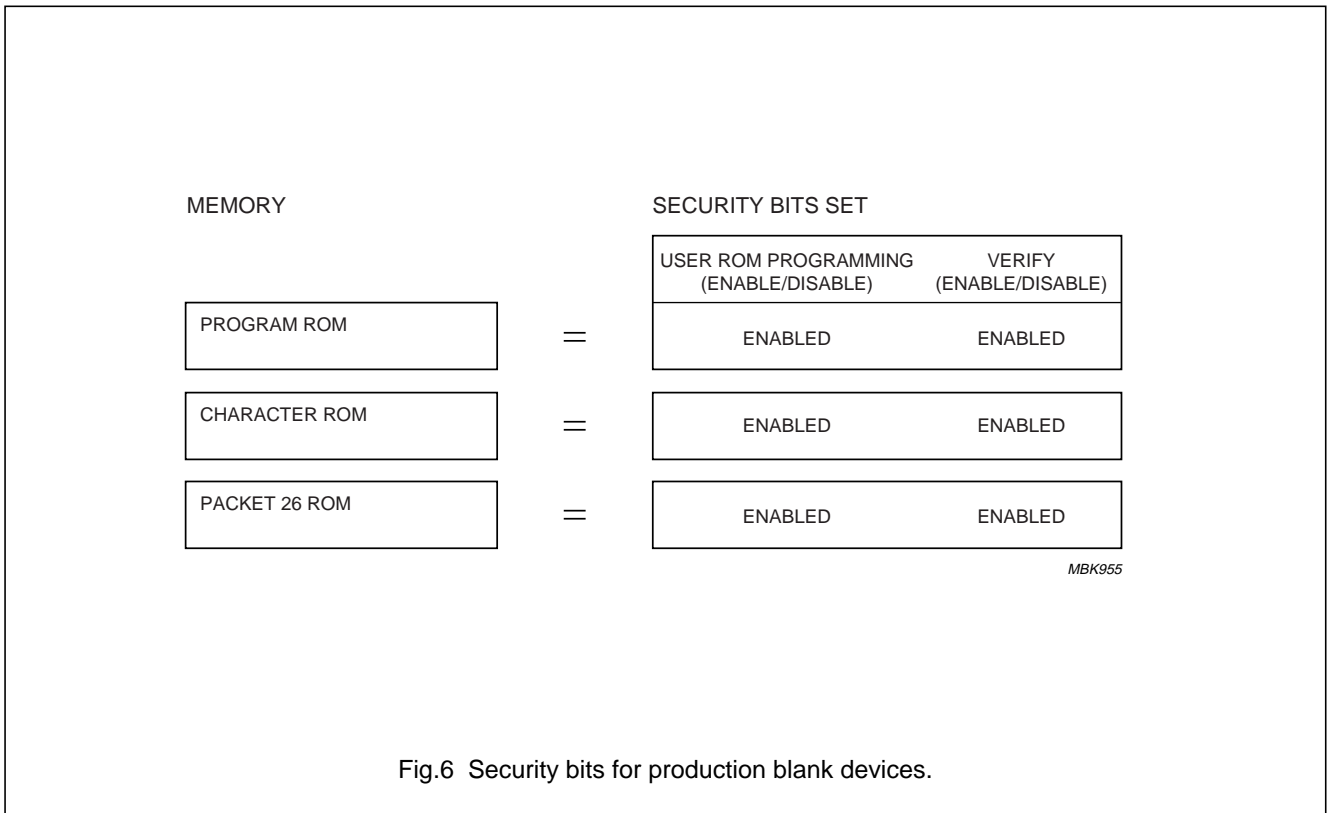 MEMORY SECURITY BITS SET
USER ROM PROGRAMMING VERIFY
(ENABLE/DISABLE) (ENABLE/DISABLE)
PROGRAM ROM = ENABLED ENABLED
CHARACTER ROM = ENABLED ENABLED
PACKET 26 ROM = ENABLED ENABLED
MBK955
Fig.6 Security bits for production blank devices.